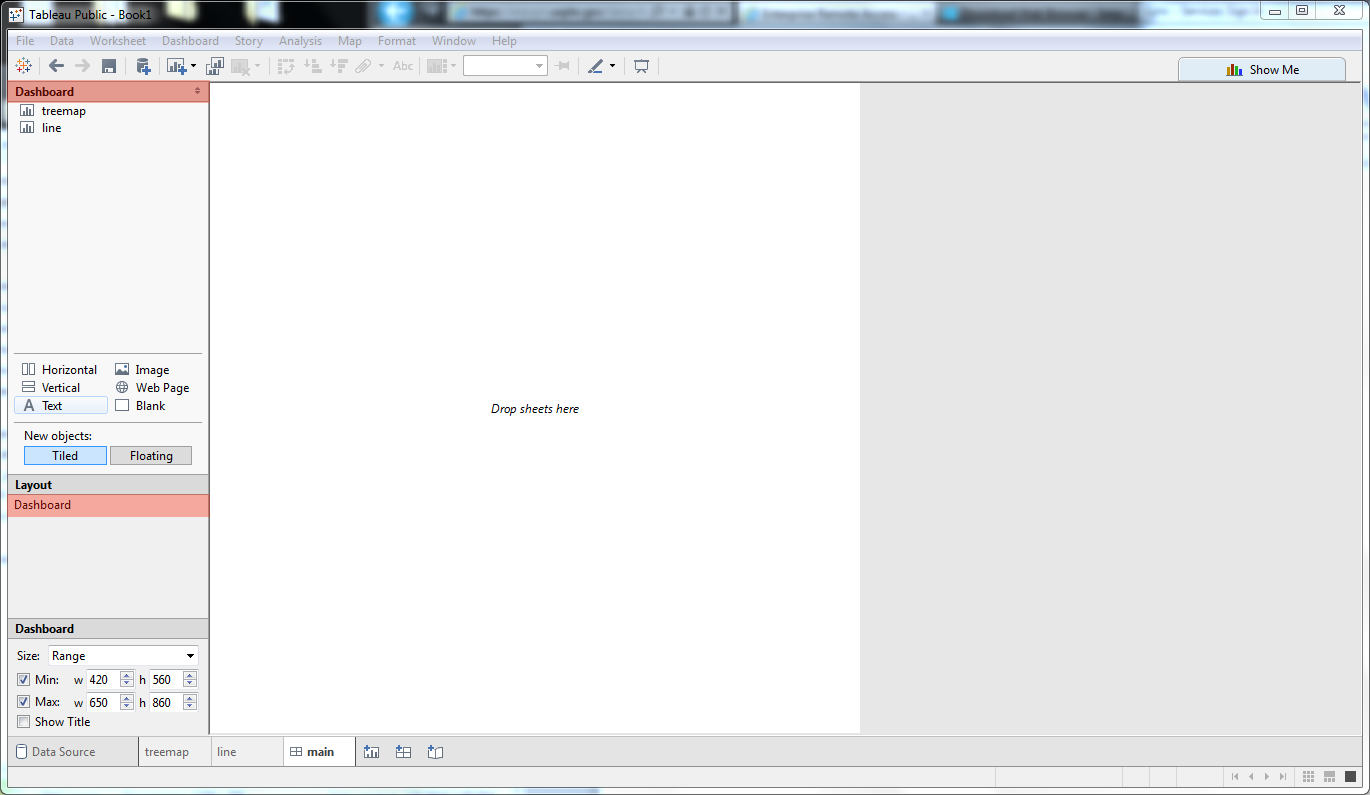 Tableau Public - Book1
File Data Worksheet Dashboard Story Analysis Map Format Window Help
Abc
Show Me
Dashboard
treemap
line
Horizontal Image
Vertical Web Page
A Text Blank
New objects:
Tiled Floating
Layout
Dashboard
Drop sheets here
Dashboard
Size: Range
Min: w 420 h 560
Max: w 650 h 860
Show Title
Data Source treemap line main